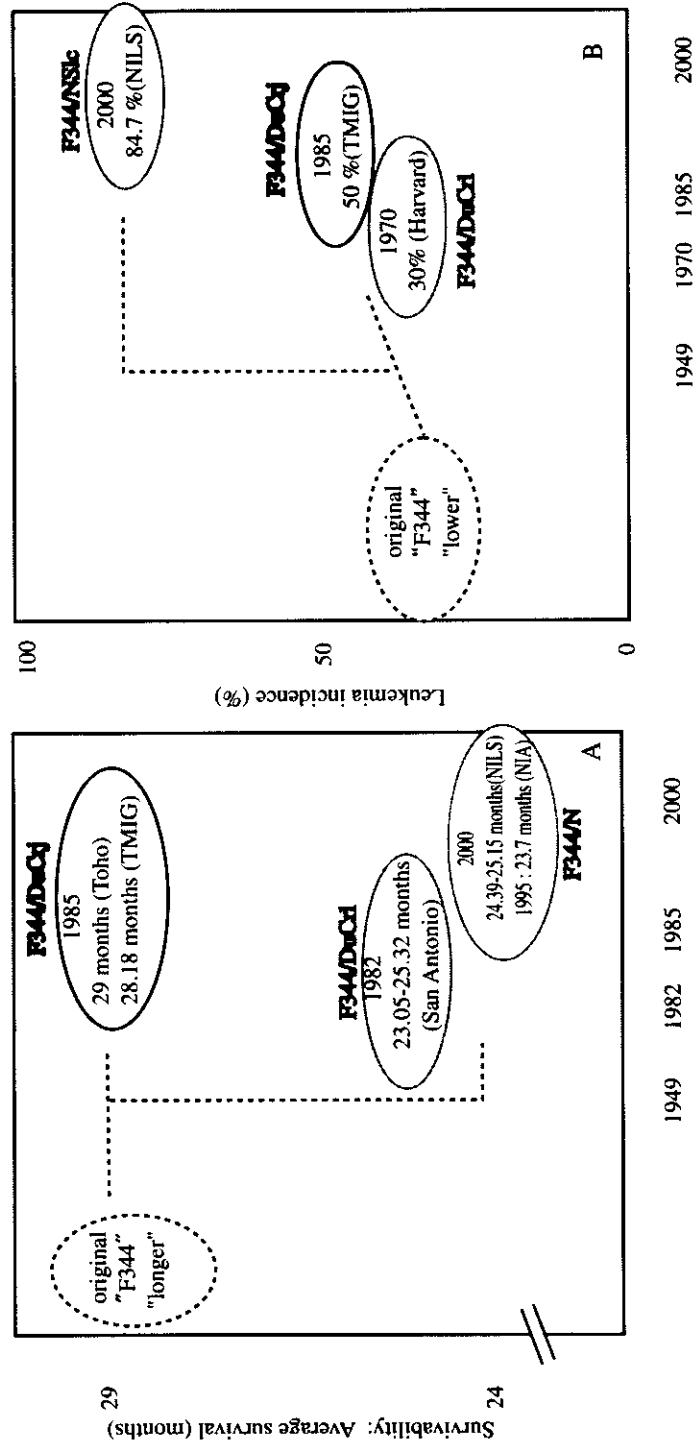 Survivability: Average survival (months)
29
24
original
"F344"
"longer"
F344/DuCrj
1985
29 months (Toho)
28.18 months (TMIG)
F344/DuCrl
1982
23.05-25.32 months
(San Antonio)
2000
24.39-25.15 months(NILS)
1995 : 23.7 months (NIA)
F344/N
A
1949 1982 1985 2000
Leukemia incidence (%)
100
50
0
original
"F344"
"lower"
F344/NSlc
2000
84.7 %(NILS)
F344/DuCrj
1985
50 %(TMIG)
1970
30% (Harvard)
F344/DuCrl
B
1949 1970 1985 2000